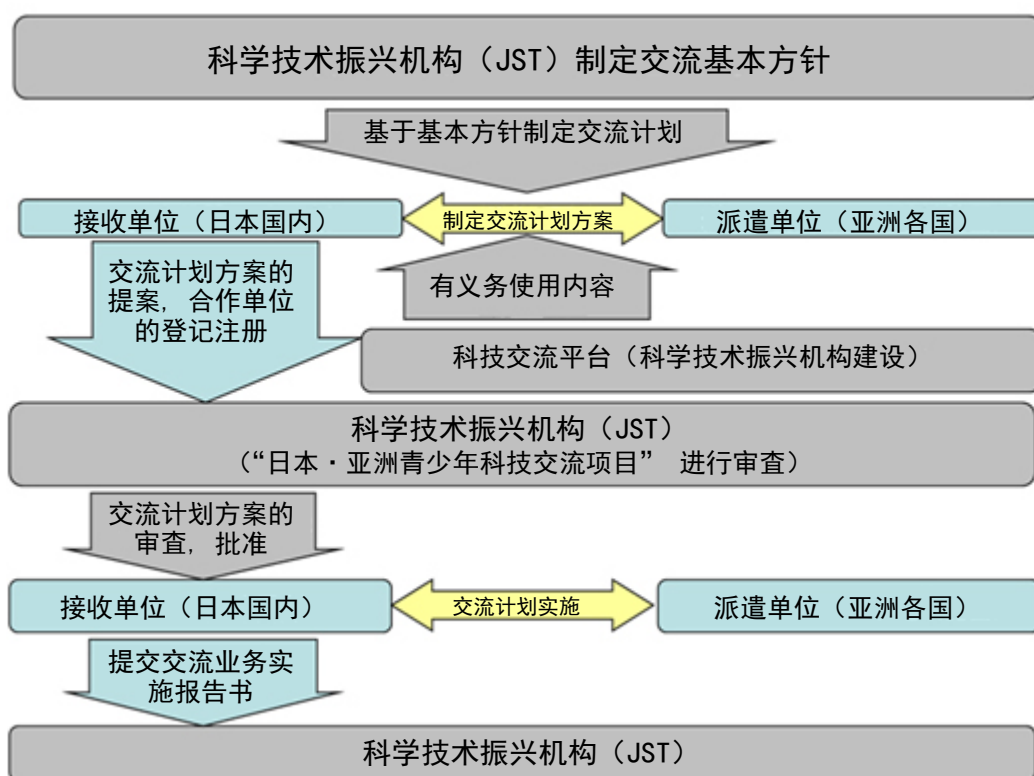 科学技术振兴机构（JST）制定交流基本方针
基于基本方针制定交流计划
接收单位（日本国内）
制定交流计划方案
派遣单位（亚洲各国）
交流计划方案的
提案，合作单位
的登记注册
有义务使用内容
科技交流平台（科学技术振兴机构建设）
科学技术振兴机构（JST）
（“日本・亚洲青少年科技交流项目” 进行审查）
交流计划方案的
审查，批准
接收单位（日本国内）
交流计划实施
派遣单位（亚洲各国）
提交交流业务实
施报告书
科学技术振兴机构（JST）